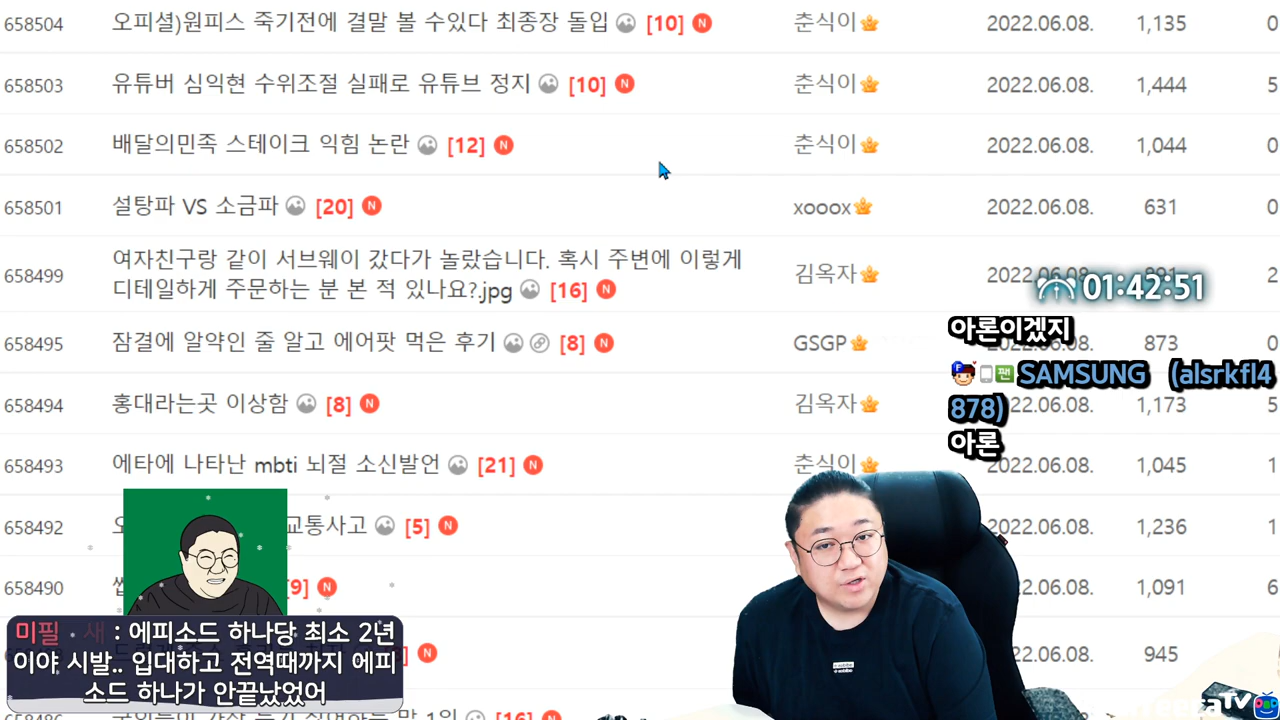 658504 오피셜)원피스 죽기전에 결말 볼 수있다 최종장 돌입 [10] N 춘식이 2022.06.08. 1,135 0
658503 유튜버 심익현 수위조절 실패로 유튜브 정지 [10] N 춘식이 2022.06.08. 1,444 5
658502 배달의민족 스테이크 익힘 논란 [12] N 춘식이 2022.06.08. 1,044 0
658501 설탕파 VS 소금파 [20] N xooox 2022.06.08. 631 0
여자친구랑 같이 서브웨이 갔다가 놀랐습니다. 혹시 주변에 이렇게
658499 디테일하게 주문하는 분 본 적 있나요?.jpg [16] N 김옥자 2022.06.08. 2
01:42:51
658495 잠결에 알약인 줄 알고 에어팟 먹은 후기 [8] N GSGP 873 0
아론이겠지
SAMSUNG (alsrkfl4
878)
아론
658494 홍대라는곳 이상함 [8] N 김옥자 22.06.08. 1,173 5
658493 에타에 나타난 mbti 뇌절 소신발언 [21] N 춘식이 2022.06.08. 1,045 1
658492 교통사고 [5] N 2022.06.08. 1,236 1
658490 9] N 2.06.08. 1,091 6
미필 새 : 에피소드 하나당 최소 2년
이야 시발.. 입대하고 전역때까지 에피
소드 하나가 안끝났었어
N 22.06.08. 945
[16] N
TV